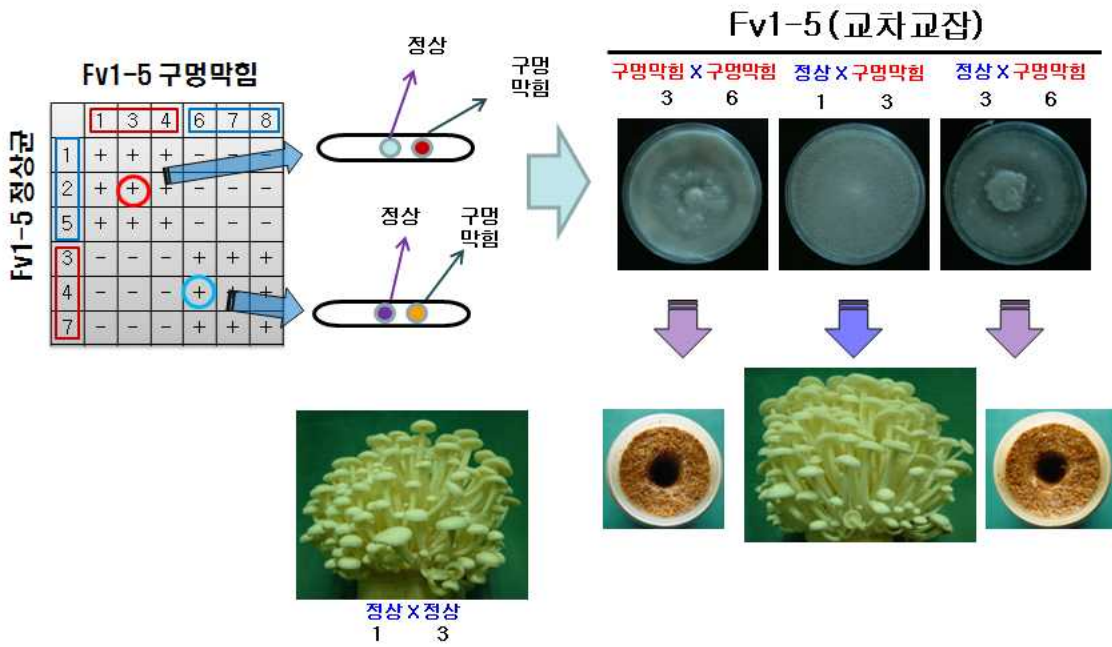 Fv1-5 (교차교잡)
Fv1-5 구멍막힘
Fv1-5 정상균
1 3 4 6 7 8
1 + + + - - -
2 + + + - - -
5 + + + - - -
3 - - - + + +
4 - - - + + +
7 - - - + + +
정상
구멍
막힘
정상
구멍
막힘
구멍막힘 X 구멍막힘
3 6
정상 X 구멍막힘
1 3
정상 X 구멍막힘
3 6
정상 X 정상
1 3